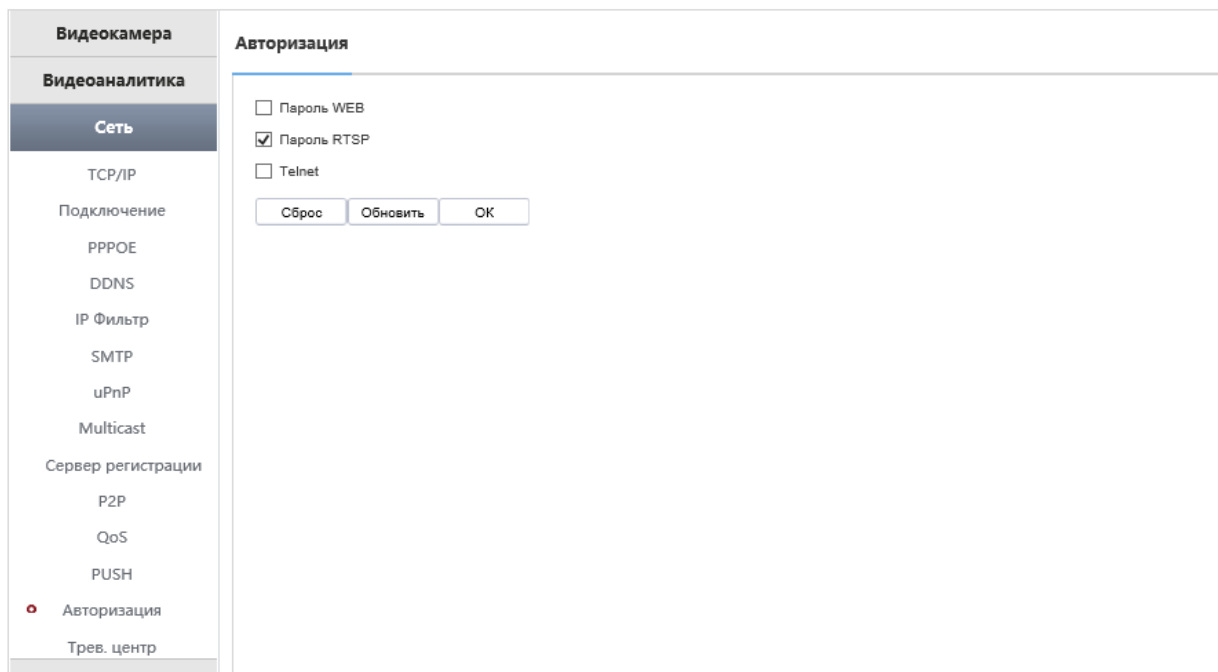 Видеокамера
Видеоаналитика
Сеть
TCP/IP
Подключение
PPPOE
DDNS
IP Фильтр
SMTP
uPnP
Multicast
Сервер регистрации
P2P
QoS
PUSH
Авторизация
Трев. центр
Авторизация
Пароль WEB
Пароль RTSP
Telnet
Сброс Обновить OK